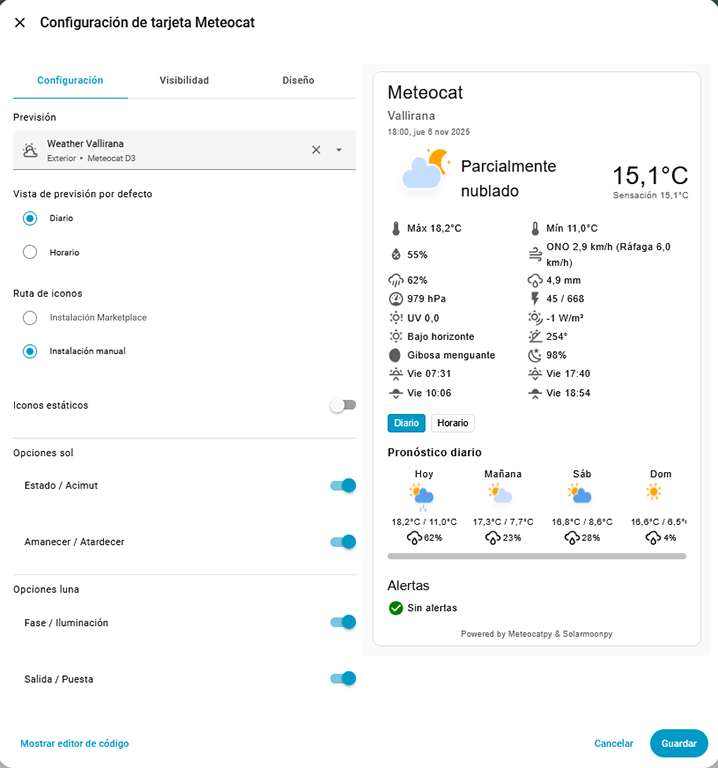 Configuración de tarjeta Meteocat
Configuración
Visibilidad
Diseño
Previsión
Weather Vallirana
Exterior • Meteocat D3
Vista de previsión por defecto
Diario
Horario
Ruta de iconos
Instalación Marketplace
Instalación manual
Iconos estáticos
Opciones sol
Estado / Acimut
Amanecer / Atardecer
Opciones luna
Fase / Iluminación
Salida / Puesta
Mostrar editor de código
Cancelar
Guardar
Meteocat
Vallirana
18:00, jue 6 nov 2025
Parcialmente
nublado
15,1°C
Sensación 15,1°C
Máx 18,2°C
Mín 11,0°C
55%
ONO 2,9 km/h (Ráfaga 6,0
km/h)
62%
4,9 mm
979 hPa
45 / 668
UV 0,0
-1 W/m²
Bajo horizonte
254°
Gibosa menguante
98%
Vie 07:31
Vie 17:40
Vie 10:06
Vie 18:54
Diario
Horario
Pronóstico diario
Hoy
Mañana
Sáb
Dom
18,2°C / 11,0°C
17,3°C / 7,7°C
16,8°C / 8,6°C
16,6°C / 6,5°
62%
23%
28%
4%
Alertas
Sin alertas
Powered by Meteocatpy & Solarmoonpy